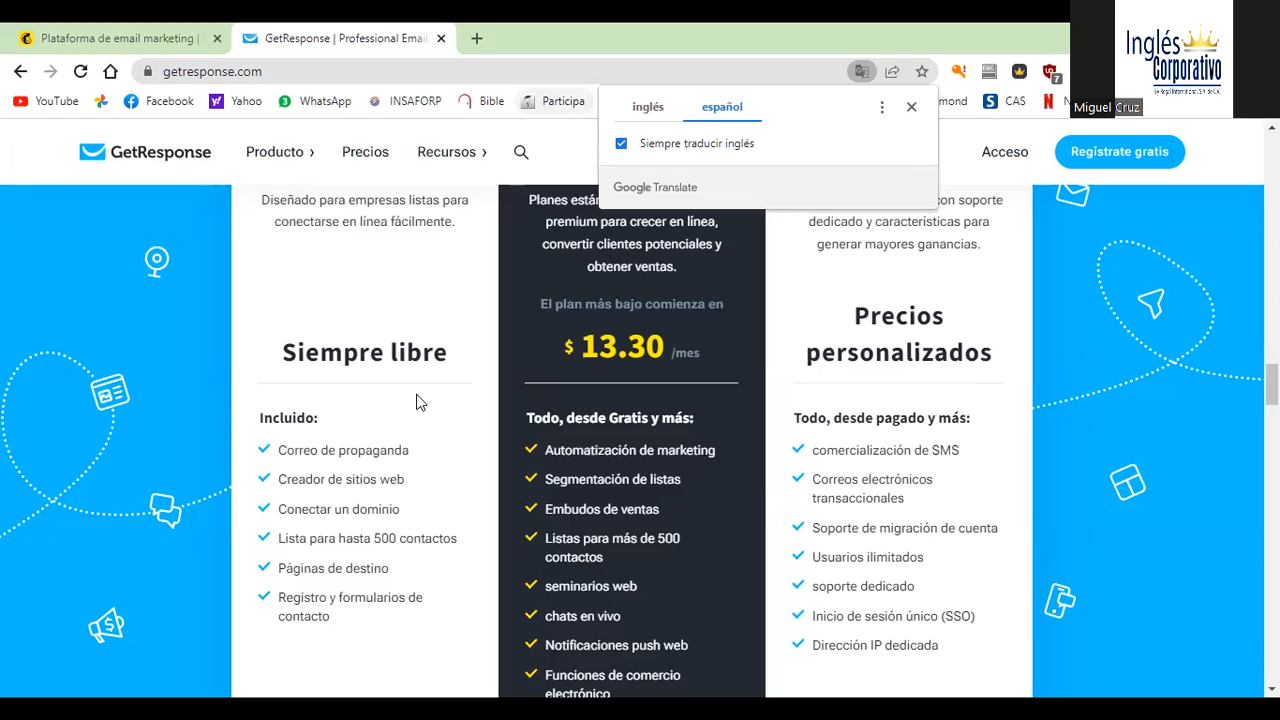 Plataforma de email marketing |
GetResponse | Professional Emai
getresponse.com
YouTube
Facebook
Yahoo
WhatsApp
INSAFORP
Bible
Participa
mond
CAS
N
7
Inglés
Corporativo
Miguel Cruz
inglés
español
Siempre traducir inglés
Google Translate
GetResponse
Producto
Precios
Recursos
Acceso
Regístrate gratis
Diseñado para empresas listas para
conectarse en línea fácilmente.
Siempre libre
Incluido:
Correo de propaganda
Creador de sitios web
Conectar un dominio
Lista para hasta 500 contactos
Páginas de destino
Registro y formularios de
contacto
Planes están
premium para crecer en línea,
convertir clientes potenciales y
obtener ventas.
El plan más bajo comienza en
$ 13.30 /mes
Todo, desde Gratis y más:
Automatización de marketing
Segmentación de listas
Embudos de ventas
Listas para más de 500
contactos
seminarios web
chats en vivo
Notificaciones push web
Funciones de comercio
electrónico
con soporte
dedicado y características para
generar mayores ganancias.
Precios
personalizados
Todo, desde pagado y más:
comercialización de SMS
Correos electrónicos
transaccionales
Soporte de migración de cuenta
Usuarios ilimitados
soporte dedicado
Inicio de sesión único (SSO)
Dirección IP dedicada